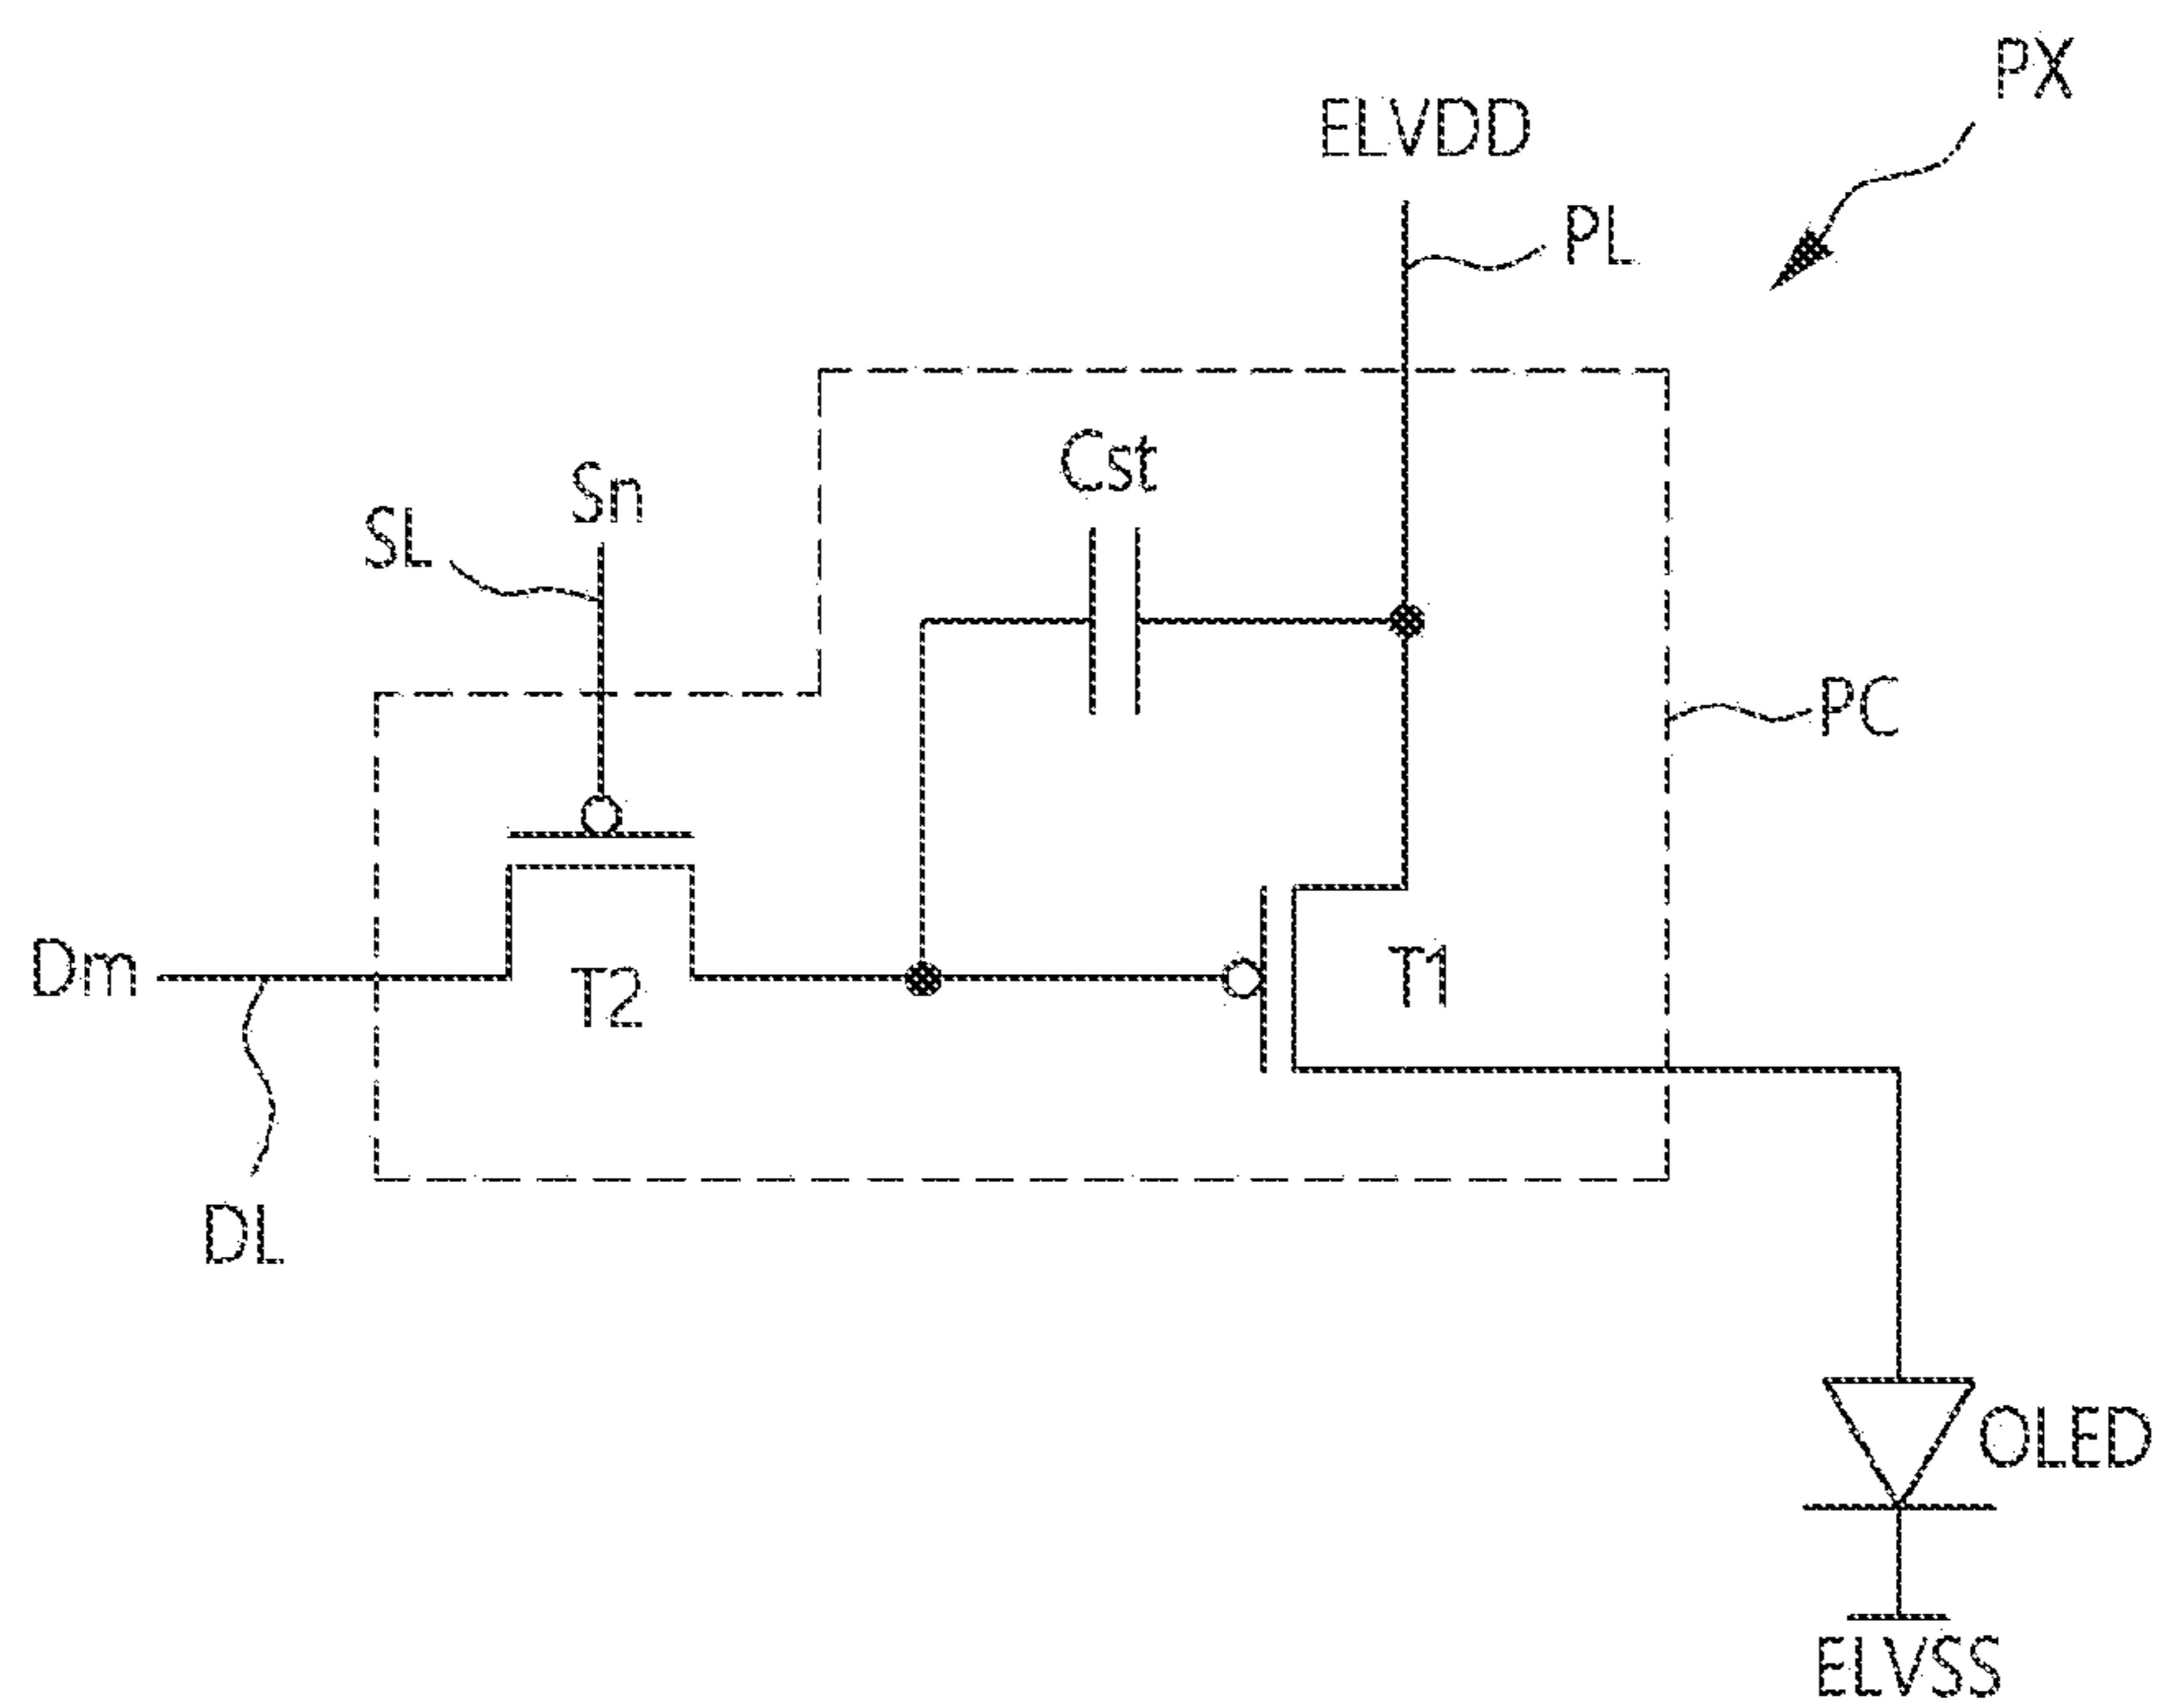 PX
ELVDD
PL
Cst
Sn
SL
PC
Dm
T2
T1
DL
OLED
ELVSS